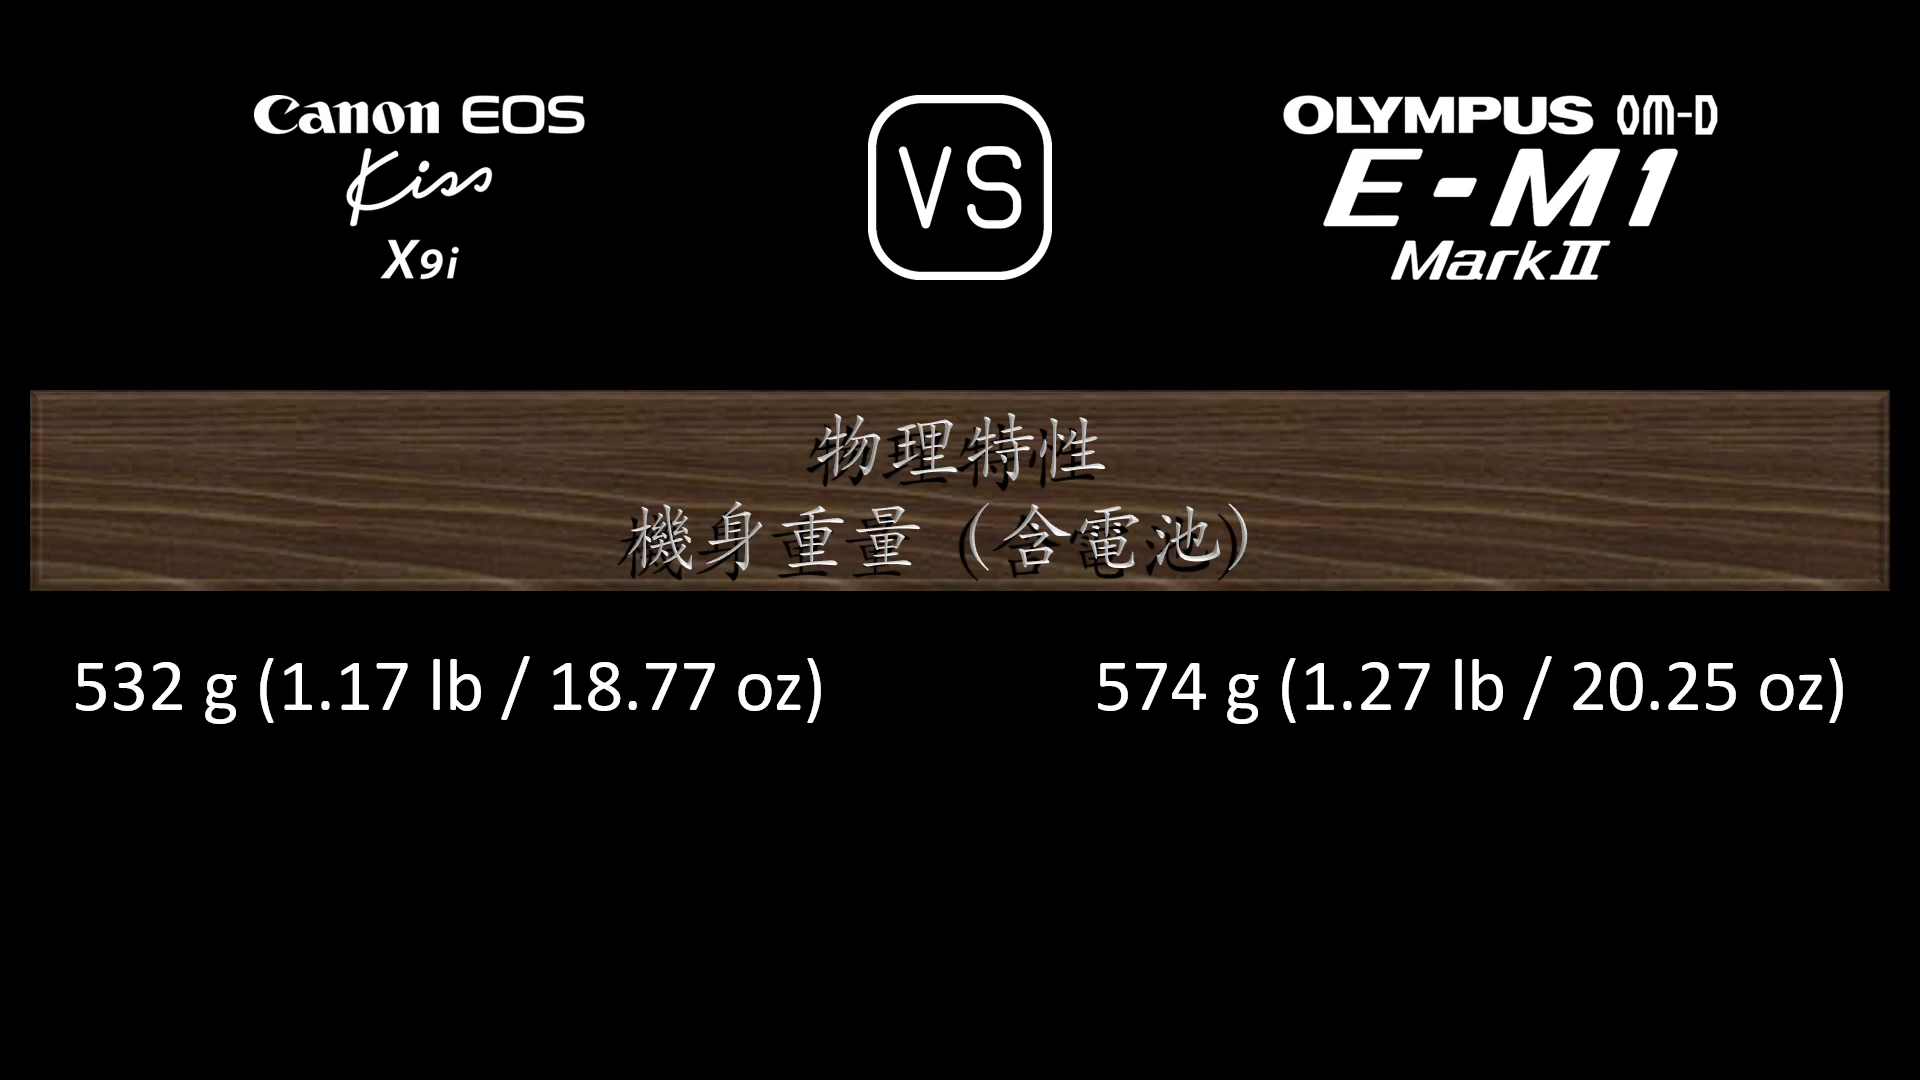 Canon EOS
Kiss
X9i
VS
OLYMPUS OM-D
E-M1
Mark II
物理特性
機身重量 (含電池)
532 g (1.17 lb / 18.77 oz)
574 g (1.27 lb / 20.25 oz)